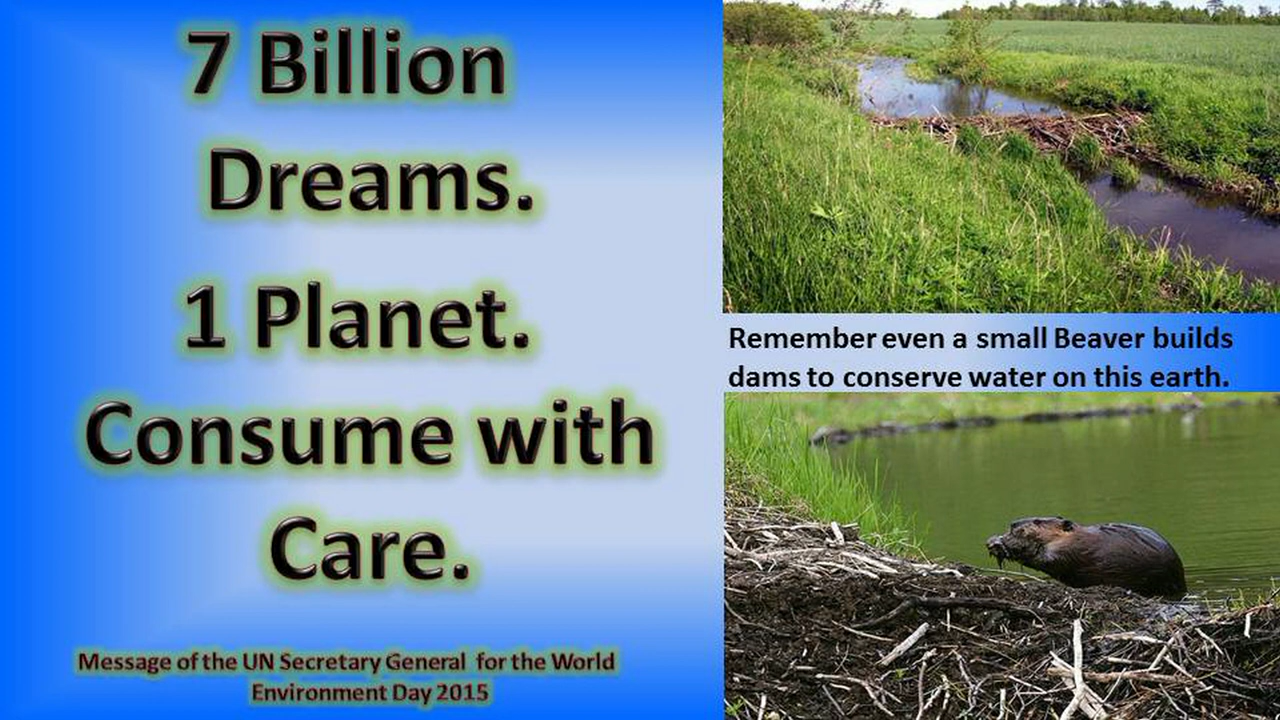 7 Billion
Dreams.
1 Planet.
Consume with
Care.
Message of the UN Secretary General for the World
Environment Day 2015
Remember even a small Beaver builds
dams to conserve water on this earth.